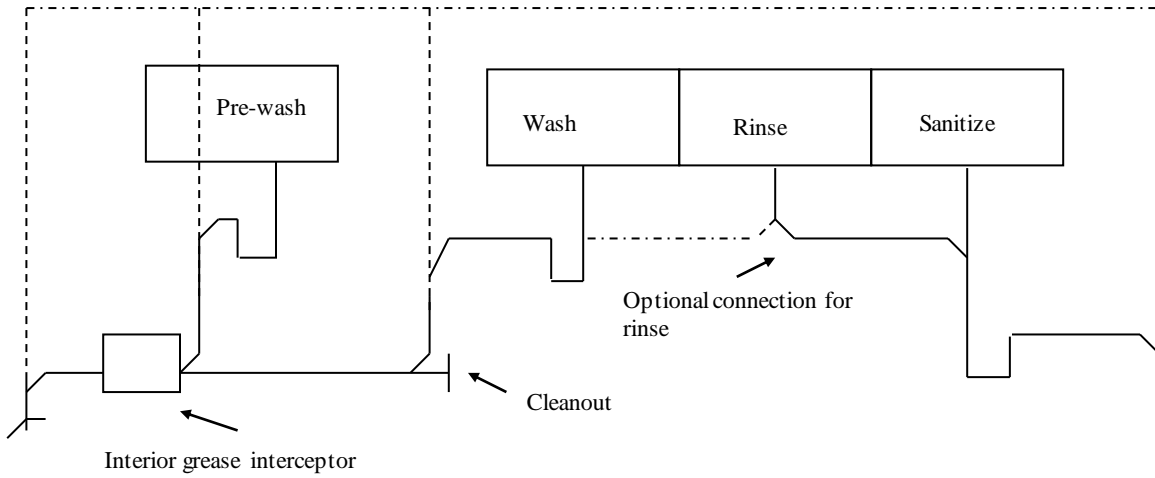 Pre-wash
Wash
Rinse
Sanitize
Optional connection for
rinse
Cleanout
Interior grease interceptor